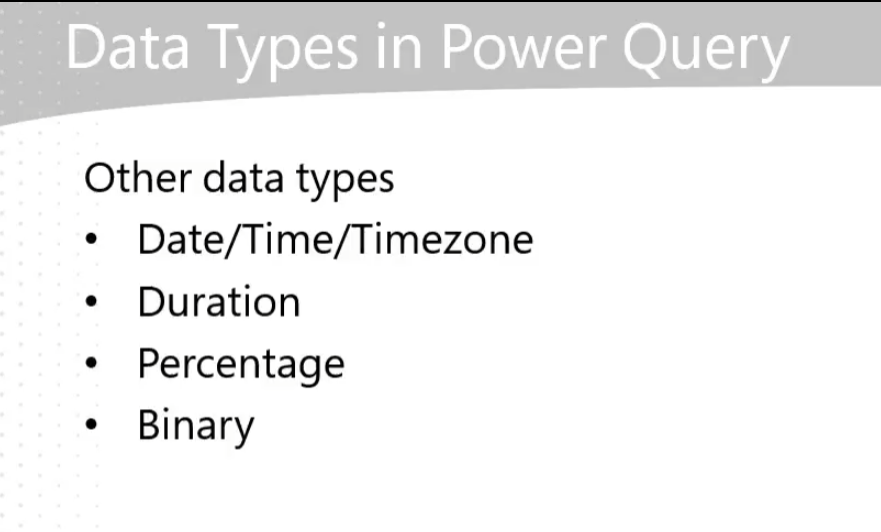 Data Types in Power Query
Other data types
• Date/Time/Timezone
• Duration
• Percentage
• Binary